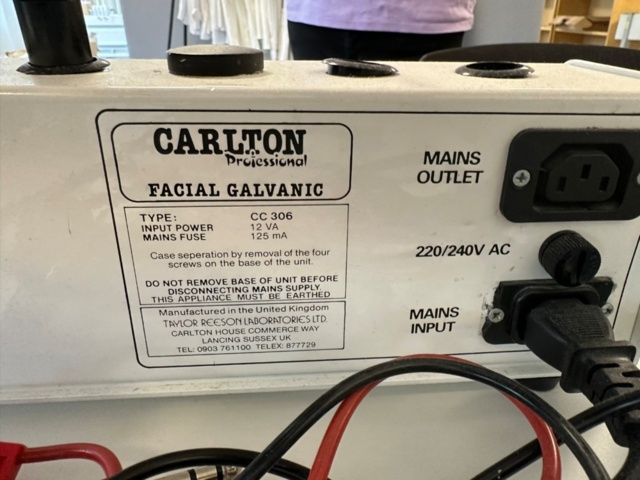 CARLTON
Professional
FACIAL GALVANIC
TYPE: CC 306
INPUT POWER 12 VA
MAINS FUSE 125 mA
Case seperation by removal of the four
screws on the base of the unit.
DO NOT REMOVE BASE OF UNIT BEFORE
DISCONNECTING MAINS SUPPLY.
THIS APPLIANCE MUST BE EARTHED
Manufactured in the United Kingdom
TAYLOR REESON LABORATORIES LTD.
CARLTON HOUSE COMMERCE WAY
LANCING SUSSEX UK
TEL: 0903 761100 TELEX: 877729
MAINS
OUTLET
220/240V AC
MAINS
INPUT